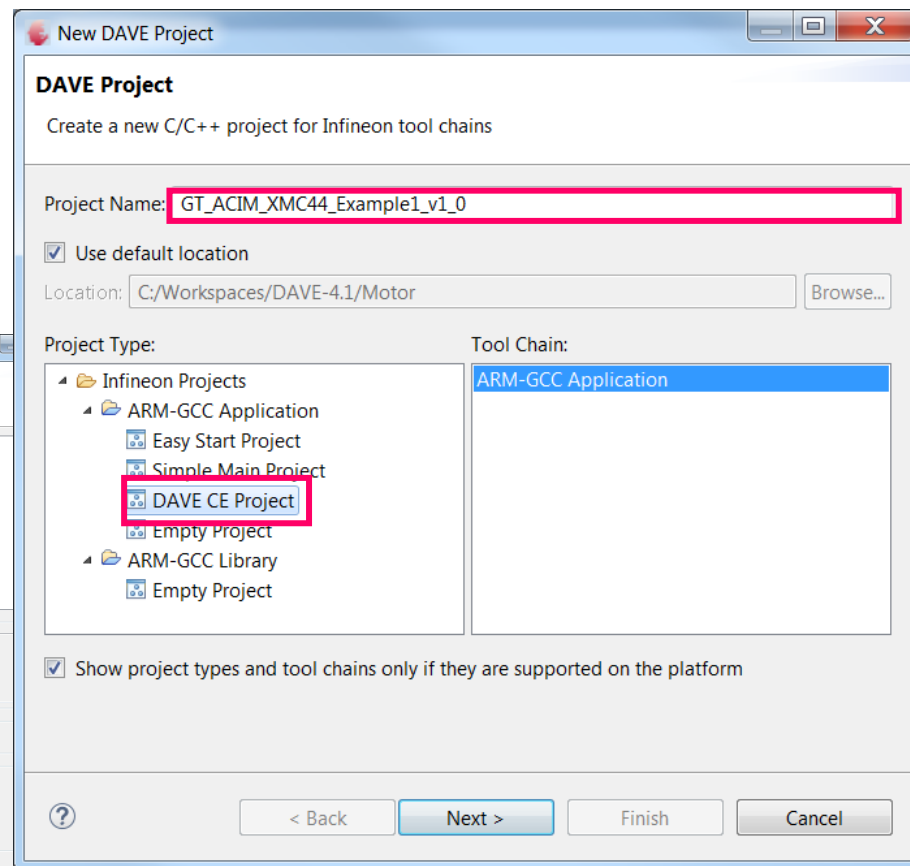 New DAVE Project
DAVE Project
Create a new C/C++ project for Infineon tool chains
Project Name: GT_ACIM_XMC44_Example1_v1_0
Use default location
Location: C:/Workspaces/DAVE-4.1/Motor Browse...
Project Type: Tool Chain:
Infineon Projects ARM-GCC Application
ARM-GCC Application
Easy Start Project
Simple Main Project
DAVE CE Project
Empty Project
ARM-GCC Library
Empty Project
Show project types and tool chains only if they are supported on the platform
? < Back Next > Finish Cancel